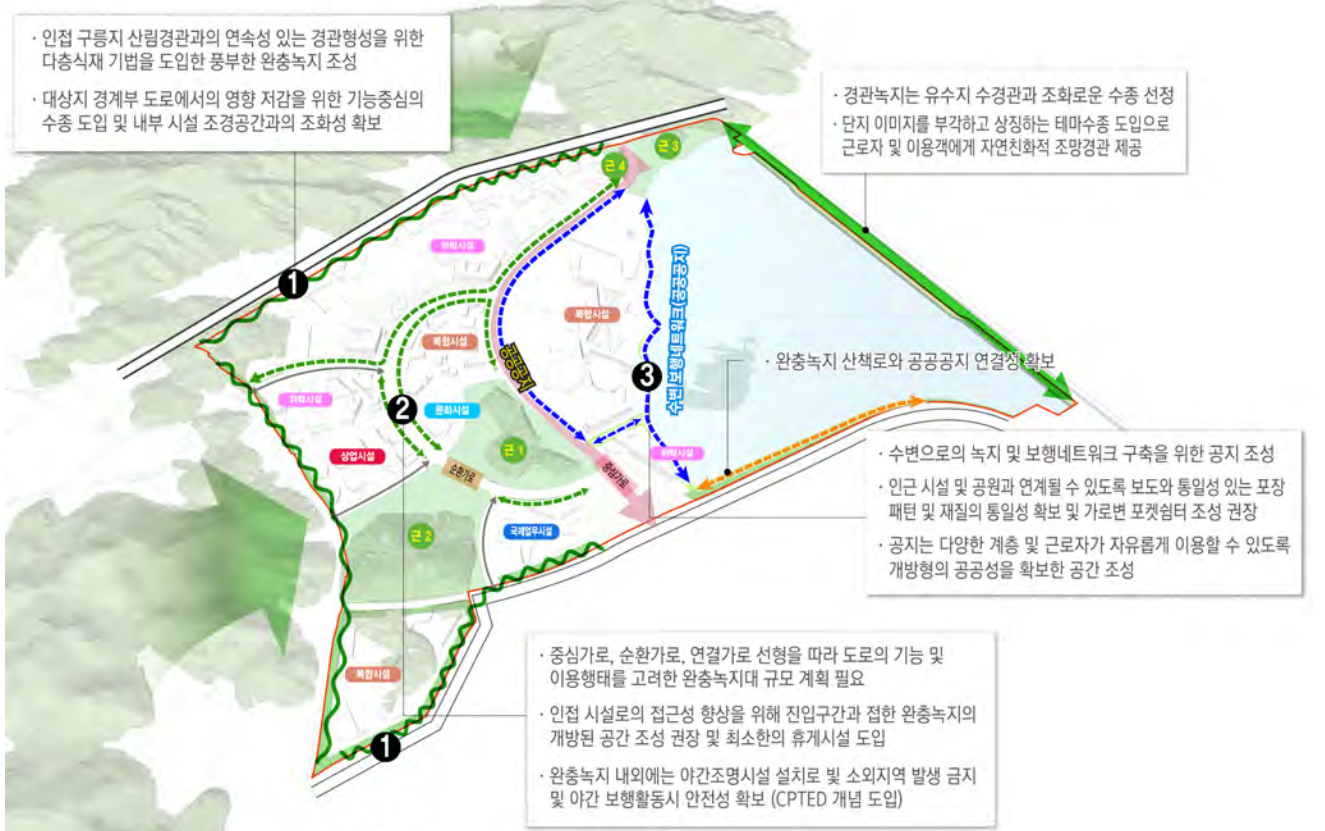 · 인접 구릉지 산림경관과의 연속성 있는 경관형성을 위한
다층식재 기법을 도입한 풍부한 완충녹지 조성
· 대상지 경계부 도로에서의 영향 저감을 위한 기능중심의
수종 도입 및 내부 시설 조경공간과의 조화성 확보
· 경관녹지는 유수지 수경관과 조화로운 수종 선정
· 단지 이미지를 부각하고 상징하는 테마수종 도입으로
근로자 및 이용객에게 자연친화적 조망경관 제공
근 3
근 4
위락시설
1
복합시설
수변 보행네트워크(공공공지)
복합시설
공공공지
· 완충녹지 산책로와 공공공지 연결성 확보
3
위락시설
2
문화시설
상업시설
근 1
위락시설
순환가로
중심가로
국제업무시설
근 2
· 수변으로의 녹지 및 보행네트워크 구축을 위한 공지 조성
· 인근 시설 및 공원과 연계될 수 있도록 보도와 통일성 있는 포장
패턴 및 재질의 통일성 확보 및 가로변 포켓쉼터 조성 권장
· 공지는 다양한 계층 및 근로자가 자유롭게 이용할 수 있도록
개방형의 공공성을 확보한 공간 조성
복합시설
1
· 중심가로, 순환가로, 연결가로 선형을 따라 도로의 기능 및
이용행태를 고려한 완충녹지대 규모 계획 필요
· 인접 시설로의 접근성 향상을 위해 진입구간과 접한 완충녹지의
개방된 공간 조성 권장 및 최소한의 휴게시설 도입
· 완충녹지 내외에는 야간조명시설 설치로 빛 소외지역 발생 금지
및 야간 보행활동시 안전성 확보 (CPTED 개념 도입)